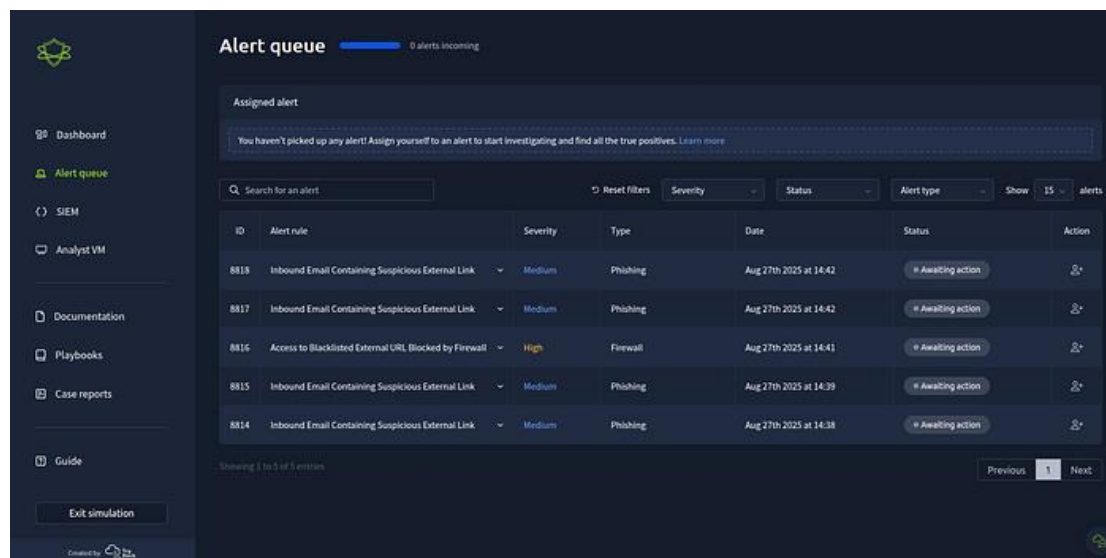 Alert queue 0 alerts incoming
Assigned alert
You haven't picked up any alert! Assign yourself to an alert to start investigating and find all the true positives. Learn more
Dashboard
Alert queue
SIEM
Analyst VM
Documentation
Playbooks
Case reports
Guide
Exit simulation
Created by
Search for an alert Reset filters Severity Status Alert type Show 15 alerts
ID Alert rule Severity Type Date Status Action
8818 Inbound Email Containing Suspicious External Link Medium Phishing Aug 27th 2025 at 14:42 Awaiting action
8817 Inbound Email Containing Suspicious External Link Medium Phishing Aug 27th 2025 at 14:42 Awaiting action
8816 Access to Blacklisted External URL Blocked by Firewall High Firewall Aug 27th 2025 at 14:41 Awaiting action
8815 Inbound Email Containing Suspicious External Link Medium Phishing Aug 27th 2025 at 14:39 Awaiting action
8814 Inbound Email Containing Suspicious External Link Medium Phishing Aug 27th 2025 at 14:38 Awaiting action
Showing 1 to 5 of 5 entries
Previous 1 Next